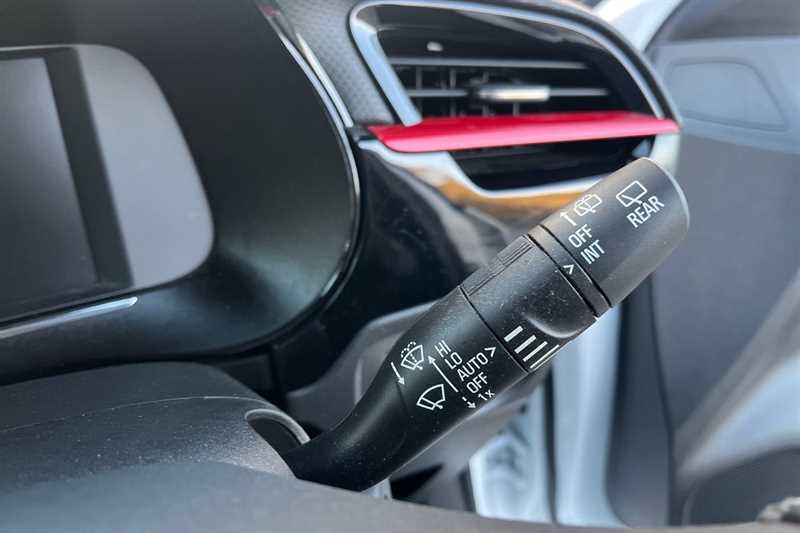 REAR
OFF
INT
HI
LO
AUTO >
OFF
1x